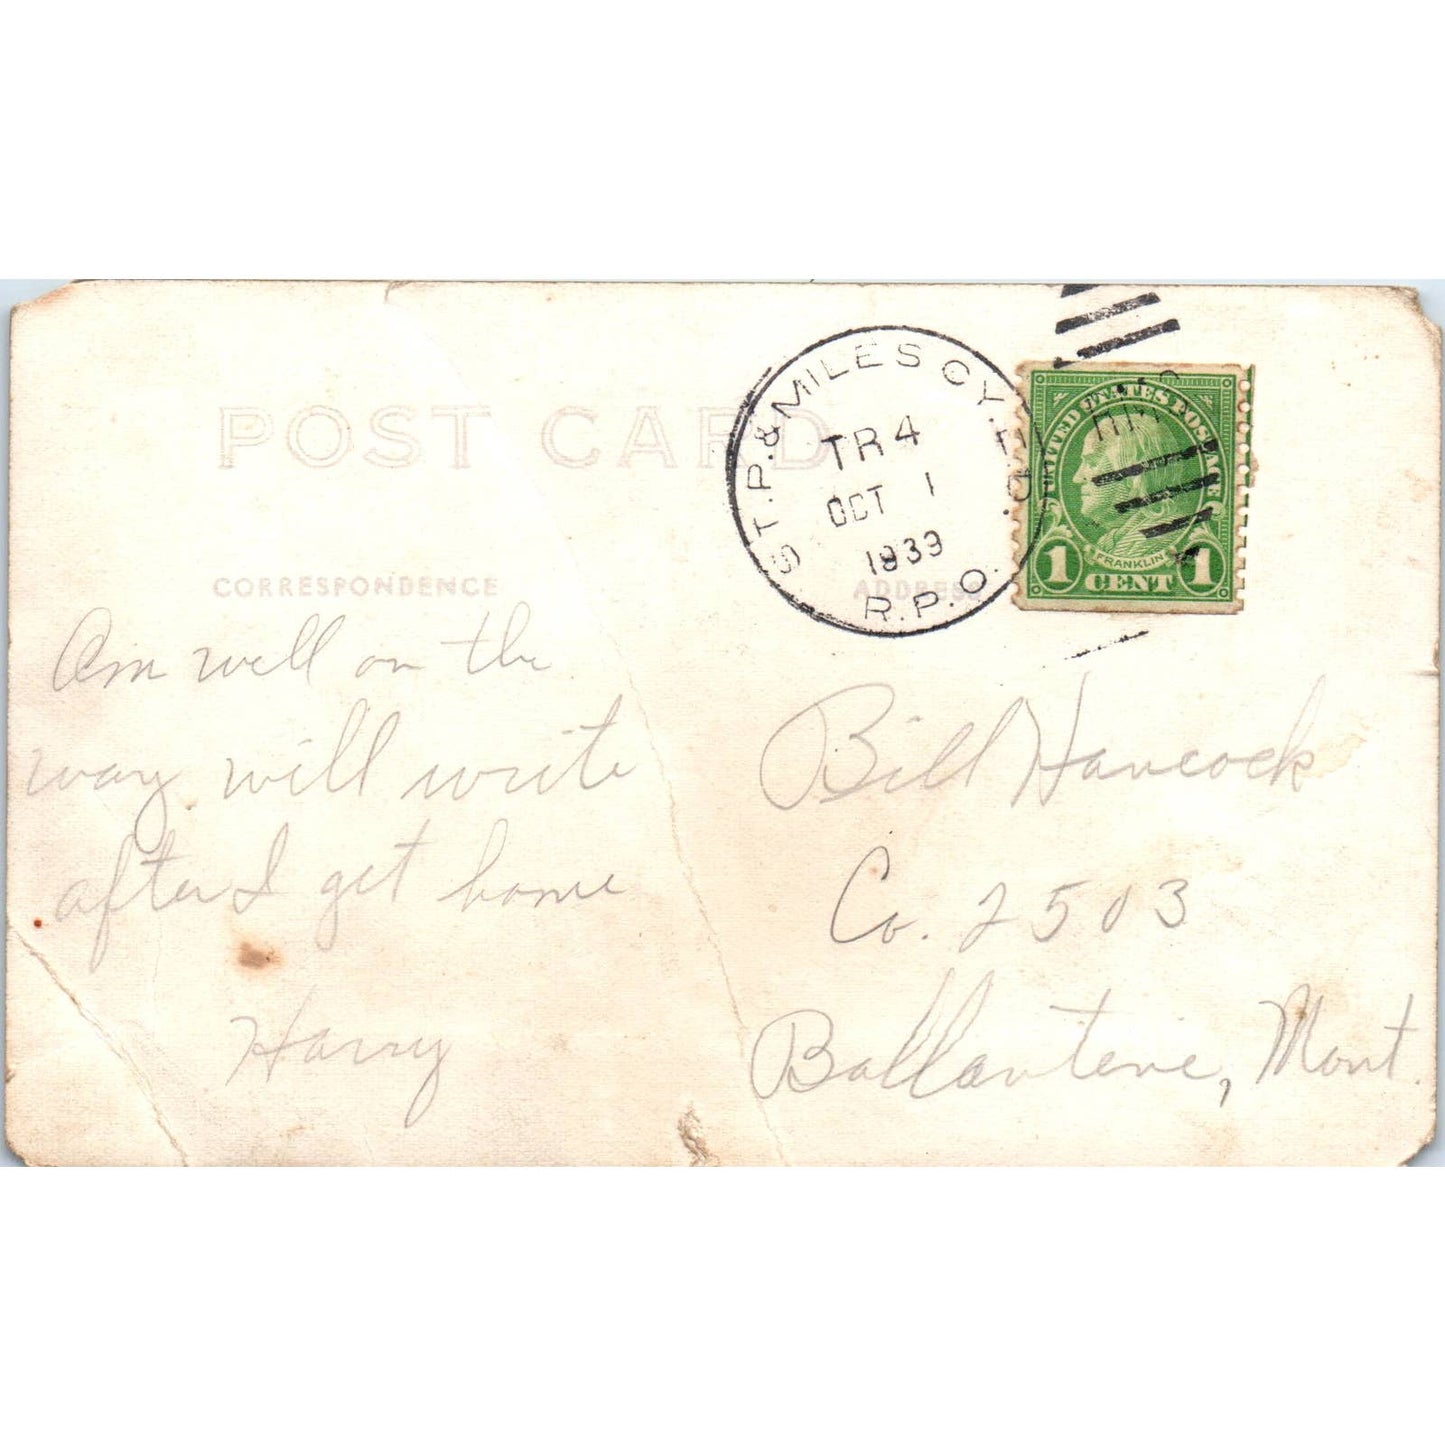 POST CARD
ST.P. & MILES CY. E.D.
TR 4
OCT 1
1939
R.P.O.
UNITED STATES POSTAGE
FRANKLIN
1 CENT 1
CORRESPONDENCE
ADDRESS
Am well on the
way will write
after I get home
Harry
Bill Hancock
Co. 2503
Ballantine, Mont.